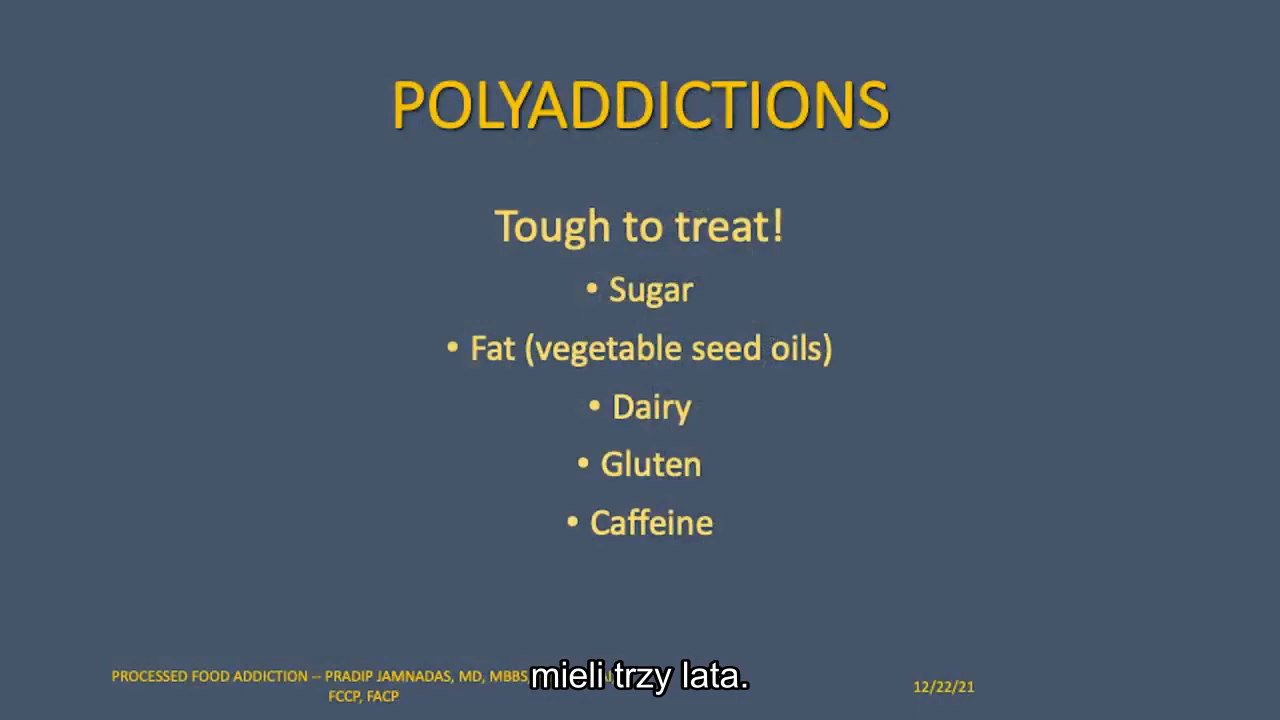 POLYADDICTIONS
Tough to treat!
• Sugar
• Fat (vegetable seed oils)
• Dairy
• Gluten
• Caffeine
PROCESSED FOOD ADDICTION -- PRADIP JAMNADAS, MD, MBBS,
FCCP, FACP
mieli trzy lata.
12/22/21